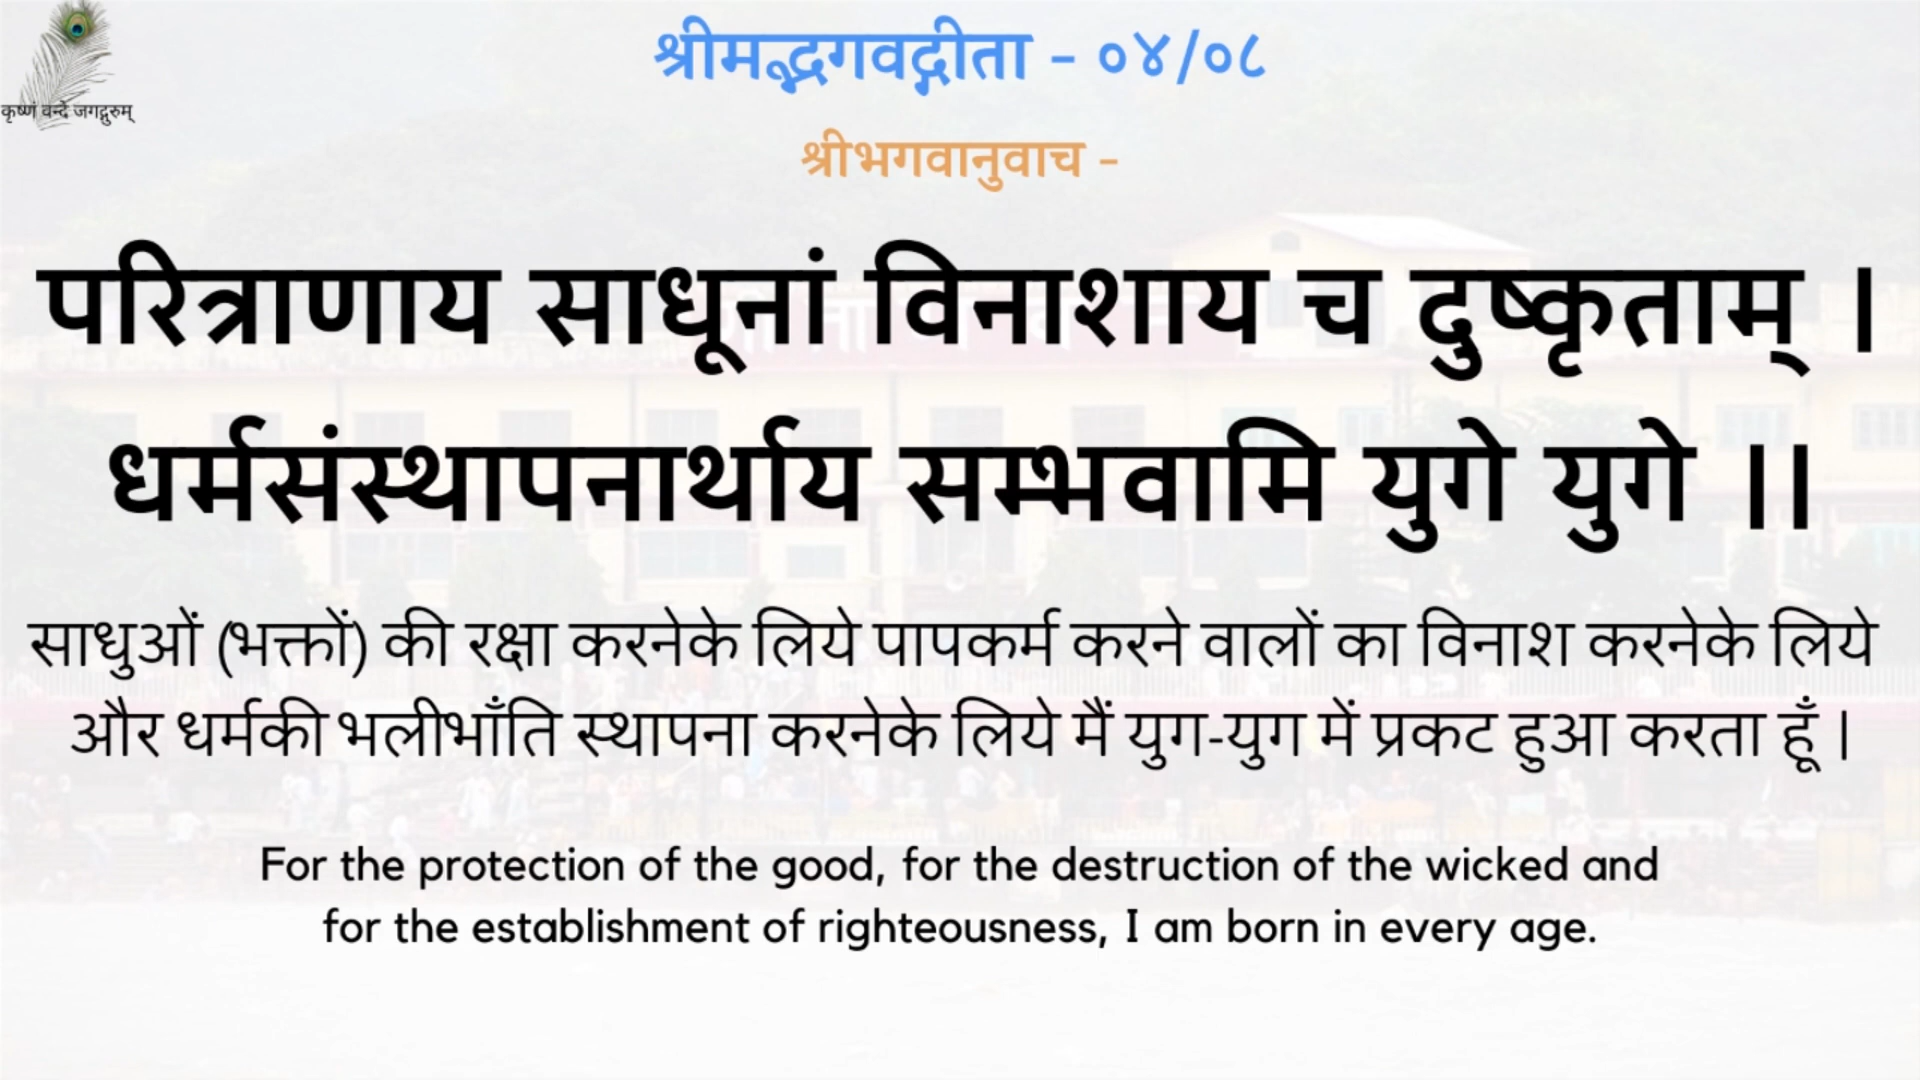 कृष्णं वन्दे जगद्गुरुम्
श्रीमद्भगवद्गीता - ०४/०८
श्रीभगवानुवाच -
परित्राणाय साधूनां विनाशाय च दुष्कृताम् ।
धर्मसंस्थापनार्थाय सम्भवामि युगे युगे ।।
साधुओं (भक्तों) की रक्षा करनेके लिये पापकर्म करने वालों का विनाश करनेके लिये
और धर्मकी भलीभाँति स्थापना करनेके लिये मैं युग-युग में प्रकट हुआ करता हूँ ।
For the protection of the good, for the destruction of the wicked and
for the establishment of righteousness, I am born in every age.